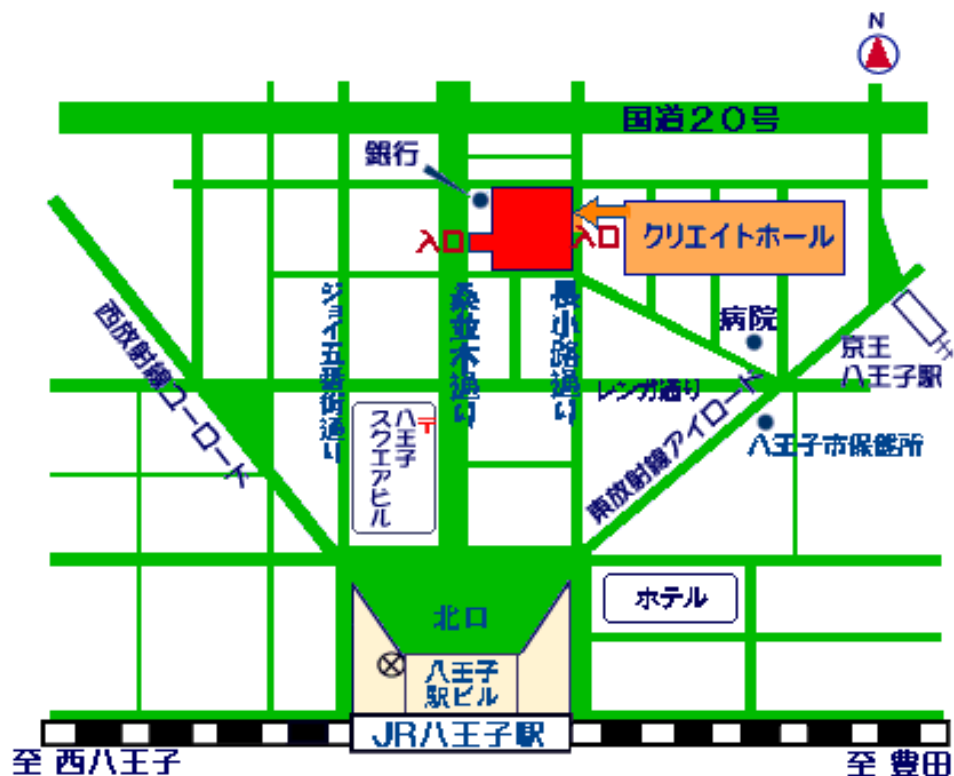 N
国道20号
銀行
入口
入口
クリエイトホール
ジョイ五番街通り
桑並木通り
長小路通り
病院
京王
八王子駅
西放射線ユーロード
レンガ通り
八王子
スクエアビル
〒
東放射線アイロード
八王子市保健所
北口
ホテル
八王子
駅ビル
JR八王子駅
至 西八王子
至 豊田